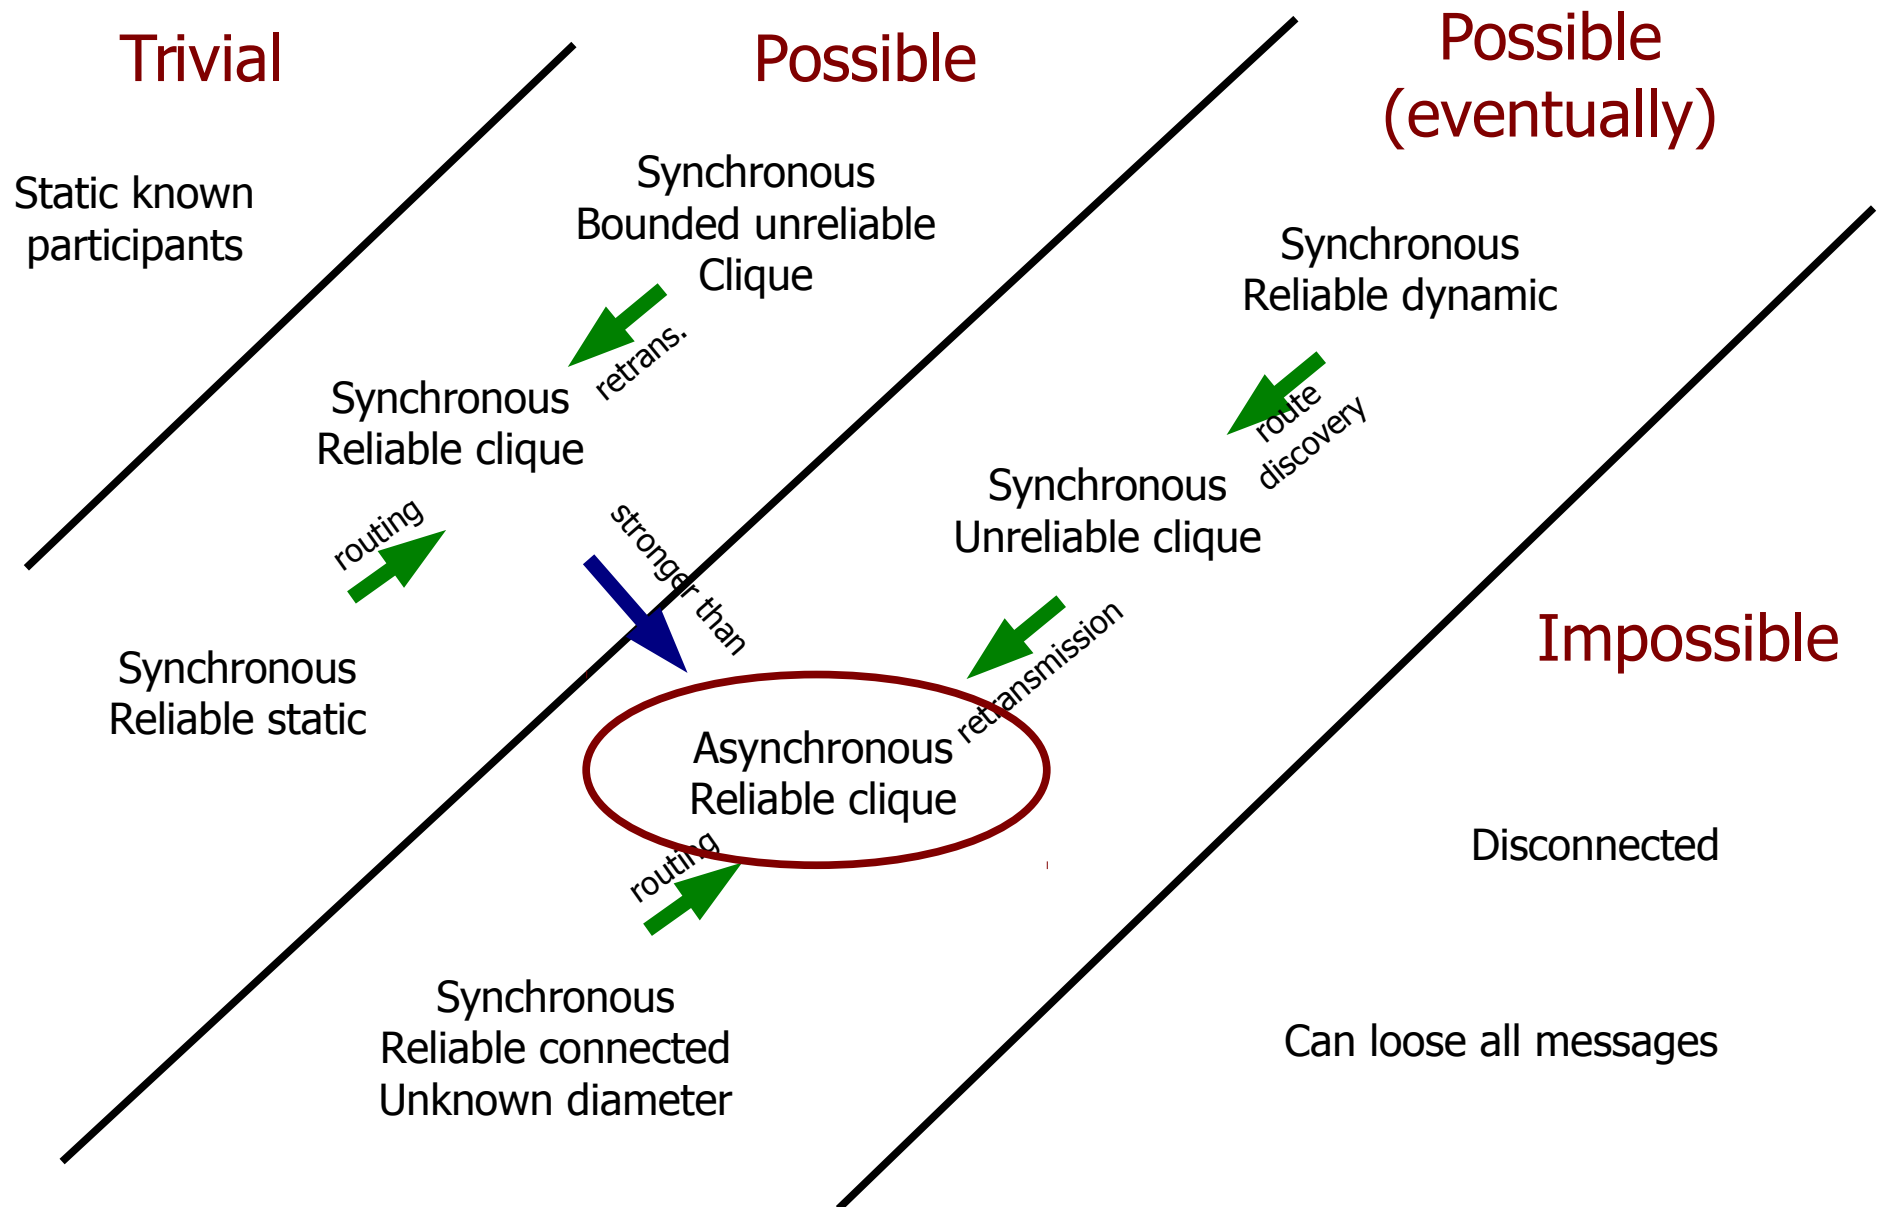 Trivial
Possible
Possible
(eventually)
Static known
participants
Synchronous
Bounded unreliable
Clique
Synchronous
Reliable dynamic
retrans.
Synchronous
Reliable clique
route
discovery
Synchronous
Unreliable clique
routing
stronger than
Impossible
Synchronous
Reliable static
retransmission
Asynchronous
Reliable clique
Disconnected
routing
Synchronous
Reliable connected
Unknown diameter
Can loose all messages